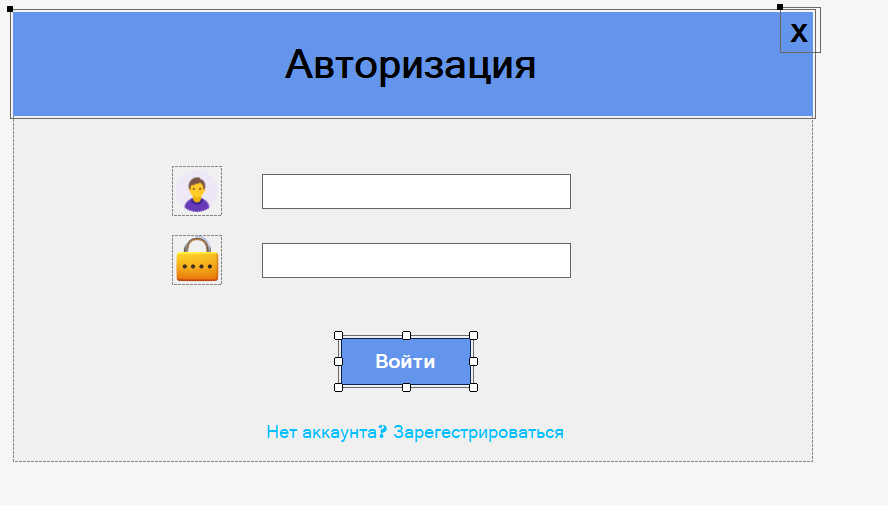 X
Авторизация
Войти
Нет аккаунта? Зарегестрироваться